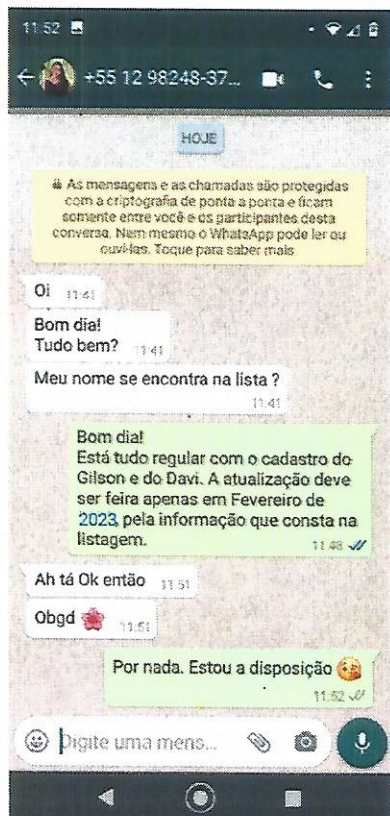 11:52
+55 12 98248-37...
HOJE
As mensagens e as chamadas são protegidas
com a criptografia de ponta a ponta e ficam
somente entre você e os participantes desta
conversa. Nem mesmo o WhatsApp pode ler ou
ouvi-las. Toque para saber mais
Oi 11:41
Bom dia!
Tudo bem? 11:41
Meu nome se encontra na lista ?
11:41
Bom dia!
Está tudo regular com o cadastro do
Gilson e do Davi. A atualização deve
ser feira apenas em Fevereiro de
2023, pela informação que consta na
listagem.
11:48
Ah tá Ok então 11:51
Obgd 🌸 11:51
Por nada. Estou a disposição 😘
11:52
Digite uma mens...